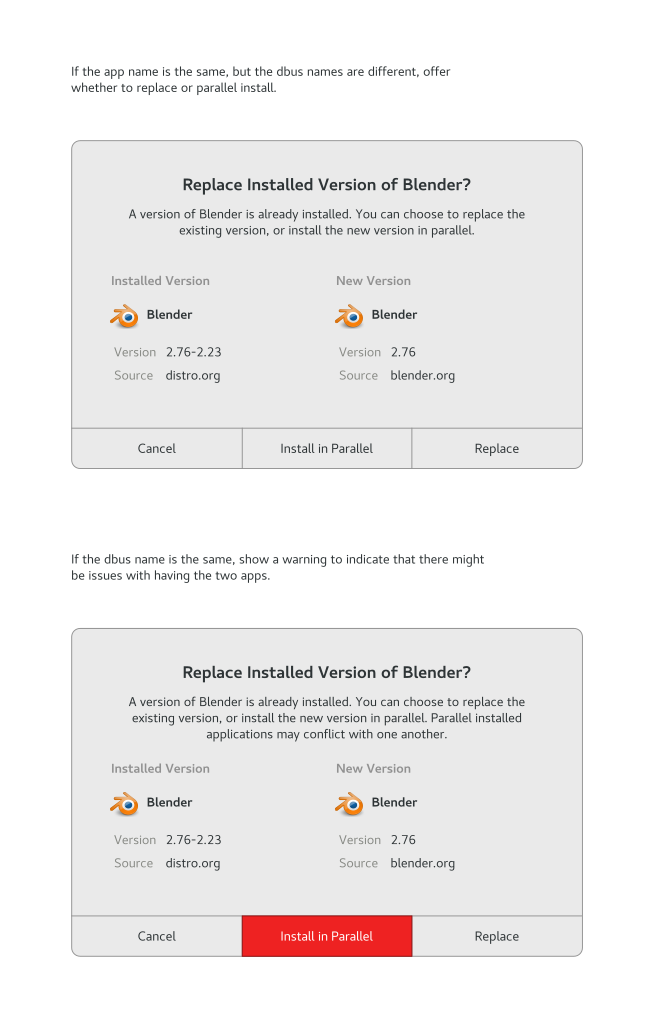 If the app name is the same, but the dbus names are different, offer
whether to replace or parallel install.
Replace Installed Version of Blender?
A version of Blender is already installed. You can choose to replace the
existing version, or install the new version in parallel.
Installed Version
New Version
Blender
Blender
Version 2.76-2.23
Version 2.76
Source distro.org
Source blender.org
Cancel
Install in Parallel
Replace
If the dbus name is the same, show a warning to indicate that there might
be issues with having the two apps.
Replace Installed Version of Blender?
A version of Blender is already installed. You can choose to replace the
existing version, or install the new version in parallel. Parallel installed
applications may conflict with one another.
Installed Version
New Version
Blender
Blender
Version 2.76-2.23
Version 2.76
Source distro.org
Source blender.org
Cancel
Install in Parallel
Replace